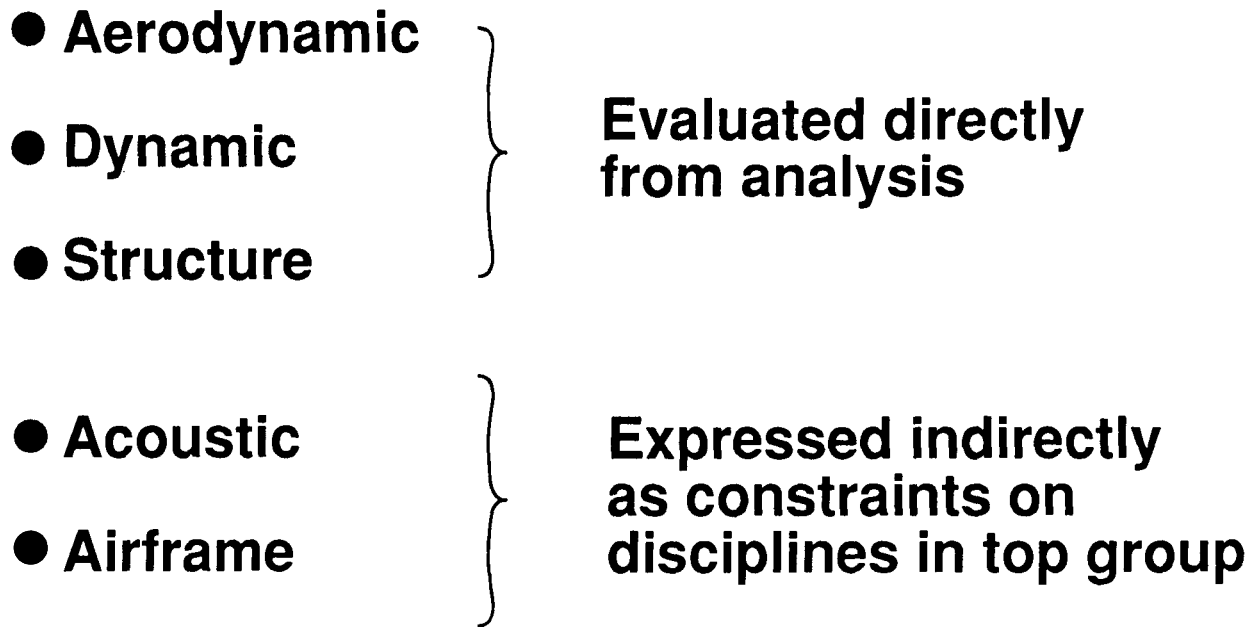 ● Aerodynamic
● Dynamic
● Structure
Evaluated directly
from analysis
● Acoustic
● Airframe
Expressed indirectly
as constraints on
disciplines in top group